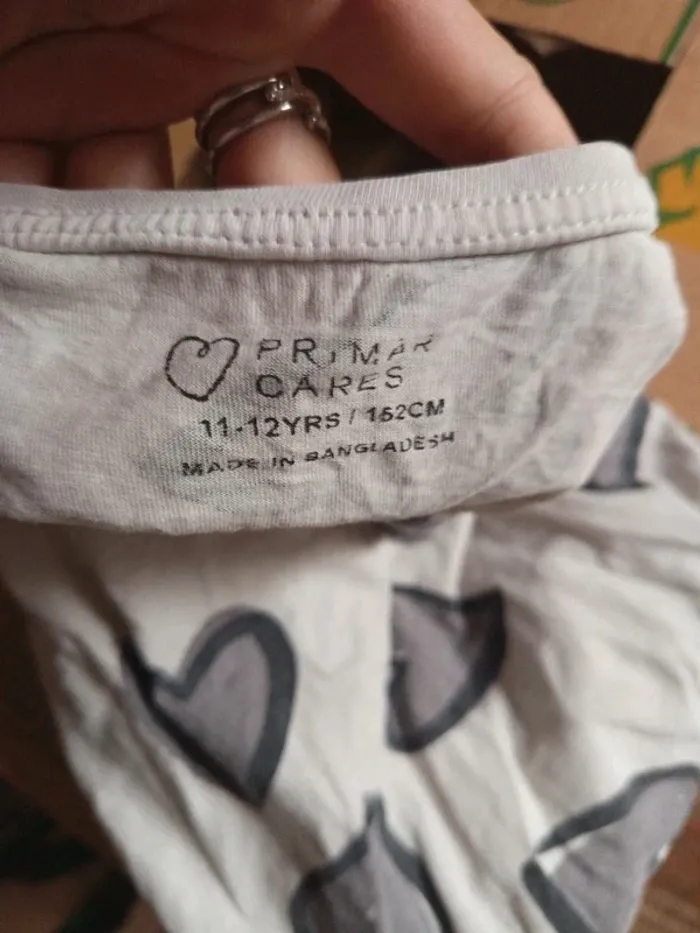 PRIMAR
CARES
11-12YRS / 152CM
MADE IN BANGLADESH